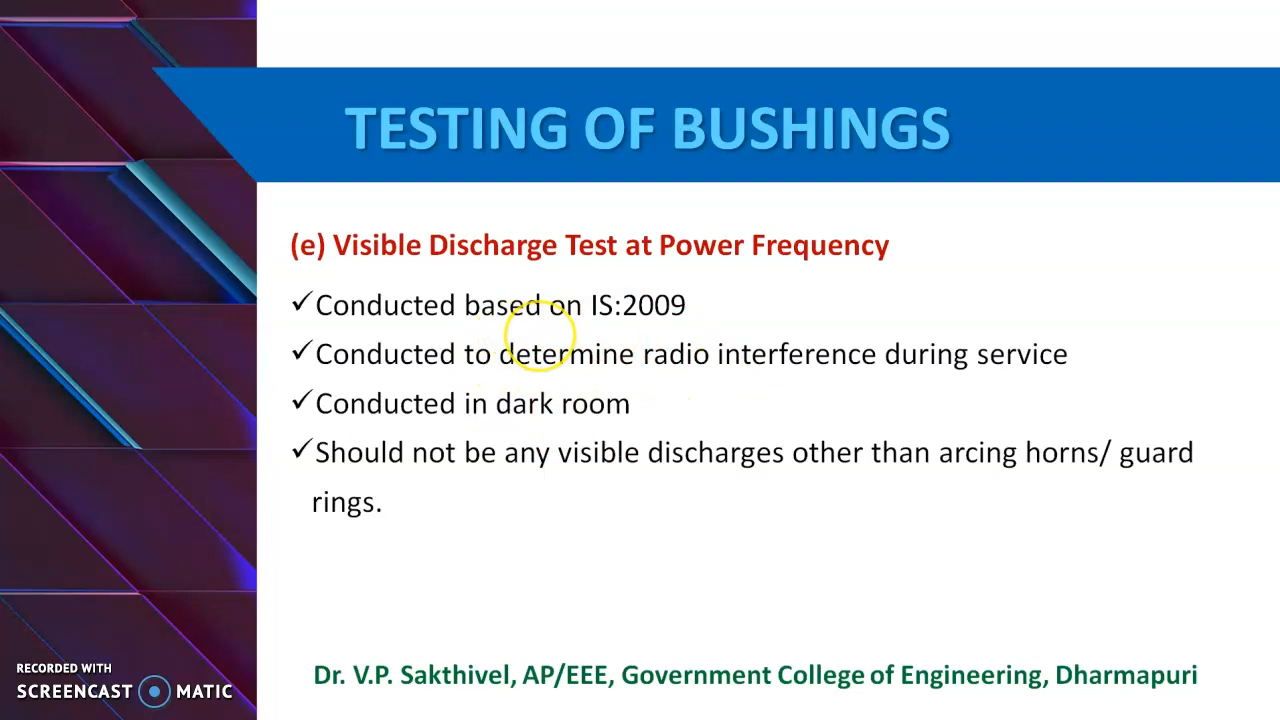 TESTING OF BUSHINGS
(e) Visible Discharge Test at Power Frequency
✓Conducted based on IS:2009
✓Conducted to determine radio interference during service
✓Conducted in dark room
✓Should not be any visible discharges other than arcing horns/ guard
rings.
Dr. V.P. Sakthivel, AP/EEE, Government College of Engineering, Dharmapuri
RECORDED WITH
SCREENCAST MATIC